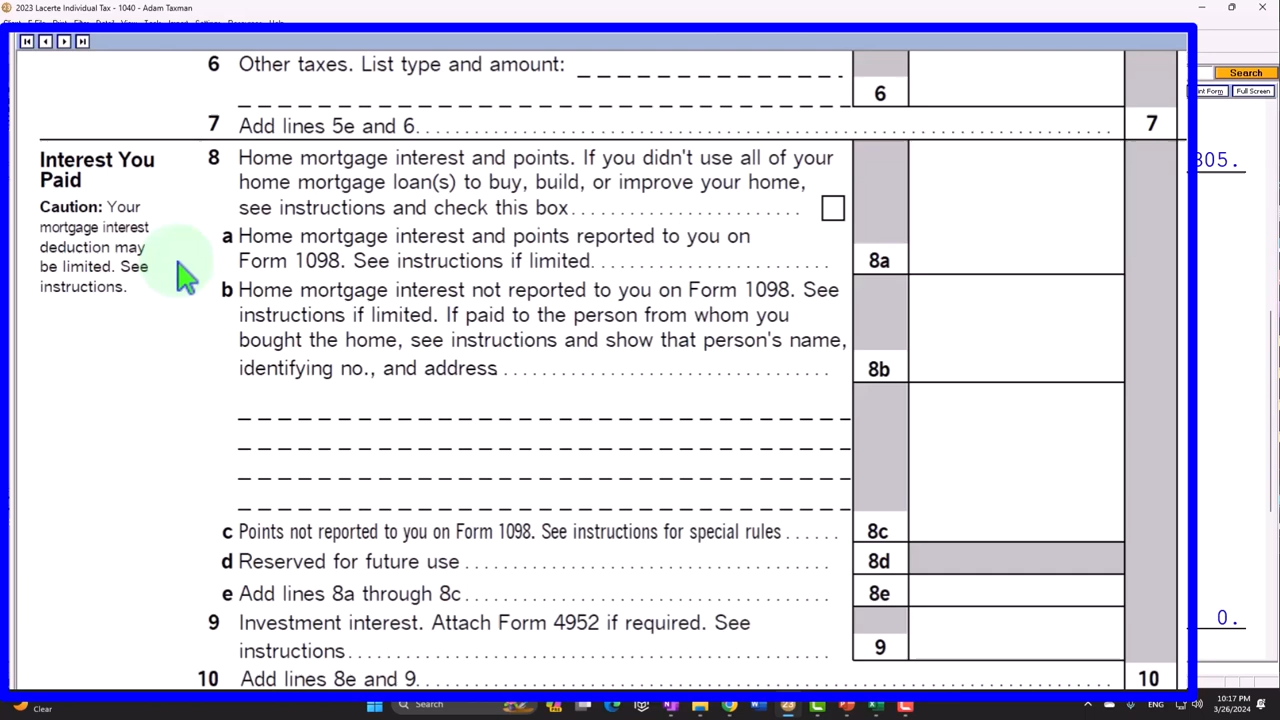 2023 Lacerte Individual Tax - 1040 - Adam Taxman
Search
Full Screen
6 Other taxes. List type and amount:
6
7 Add lines 5e and 6. 7
805.
Interest You
Paid
Caution: Your
mortgage interest
deduction may
be limited. See
instructions.
8 Home mortgage interest and points. If you didn't use all of your
home mortgage loan(s) to buy, build, or improve your home,
see instructions and check this box
a Home mortgage interest and points reported to you on
Form 1098. See instructions if limited. 8a
b Home mortgage interest not reported to you on Form 1098. See
instructions if limited. If paid to the person from whom you
bought the home, see instructions and show that person's name,
identifying no., and address 8b
c Points not reported to you on Form 1098. See instructions for special rules 8c
d Reserved for future use 8d
e Add lines 8a through 8c 8e
9 Investment interest. Attach Form 4952 if required. See
instructions 9
0.
10 Add lines 8e and 9. 10
Clear
Search
ENG
10:17 PM
3/26/2024